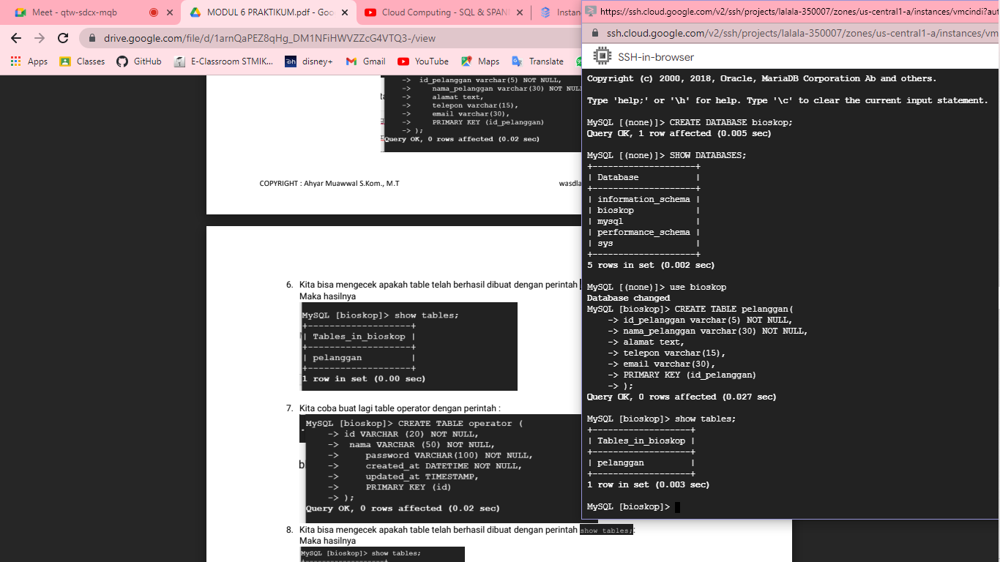 Meet - qtw-sdcx-mqb
MODUL 6 PRAKTIKUM.pdf - Goo
Cloud Computing - SQL & SPAN
Instan
drive.google.com/file/d/1arnQaPEZ8qHg_DM1NFiHWVZZcG4VTQ3-/view
Apps
Classes
GitHub
E-Classroom STMIK...
disney+
Gmail
YouTube
Maps
Translate
-> id_pelanggan varchar(5) NOT NULL,
-> nama_pelanggan varchar(30) NOT NULL
-> alamat text,
-> telepon varchar(15),
-> email varchar(30),
-> PRIMARY KEY (id_pelanggan)
-> );
Query OK, 0 rows affected (0.02 sec)
COPYRIGHT : Ahyar Muawwal S.Kom., M.T
wasdla
6. Kita bisa mengecek apakah table telah berhasil dibuat dengan perintah
Maka hasilnya
MySQL [bioskop]> show tables;
+-------------------+
| Tables_in_bioskop |
+-------------------+
| pelanggan         |
+-------------------+
1 row in set (0.00 sec)
7. Kita coba buat lagi table operator dengan perintah :
MySQL [bioskop]> CREATE TABLE operator (
-> id VARCHAR (20) NOT NULL,
-> nama VARCHAR (50) NOT NULL,
-> password VARCHAR(100) NOT NULL,
-> created_at DATETIME NOT NULL,
-> updated_at TIMESTAMP,
-> PRIMARY KEY (id)
-> );
Query OK, 0 rows affected (0.02 sec)
8. Kita bisa mengecek apakah table telah berhasil dibuat dengan perintah show tables;
Maka hasilnya
MySQL [bioskop]> show tables;
https://ssh.cloud.google.com/v2/ssh/projects/lalala-350007/zones/us-central1-a/instances/vmcindi?aut
ssh.cloud.google.com/v2/ssh/projects/lalala-350007/zones/us-central1-a/instances/vm
SSH-in-browser
Copyright (c) 2000, 2018, Oracle, MariaDB Corporation Ab and others.
Type 'help;' or '\h' for help. Type '\c' to clear the current input statement.
MySQL [(none)]> CREATE DATABASE bioskop;
Query OK, 1 row affected (0.005 sec)
MySQL [(none)]> SHOW DATABASES;
+--------------------+
| Database           |
+--------------------+
| information_schema |
| bioskop            |
| mysql              |
| performance_schema |
| sys                |
+--------------------+
5 rows in set (0.002 sec)
MySQL [(none)]> use bioskop
Database changed
MySQL [bioskop]> CREATE TABLE pelanggan(
-> id_pelanggan varchar(5) NOT NULL,
-> nama_pelanggan varchar(30) NOT NULL,
-> alamat text,
-> telepon varchar(15),
-> email varchar(30),
-> PRIMARY KEY (id_pelanggan)
-> );
Query OK, 0 rows affected (0.027 sec)
MySQL [bioskop]> show tables;
+-------------------+
| Tables_in_bioskop |
+-------------------+
| pelanggan         |
+-------------------+
1 row in set (0.003 sec)
MySQL [bioskop]>